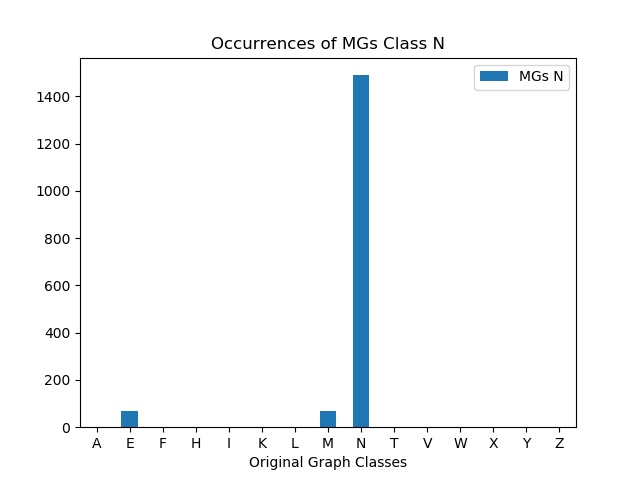 Occurrences of MGs Class N
MGs N
1400
1200
1000
800
600
400
200
0
A E F H I K L M N T V W X Y Z
Original Graph Classes